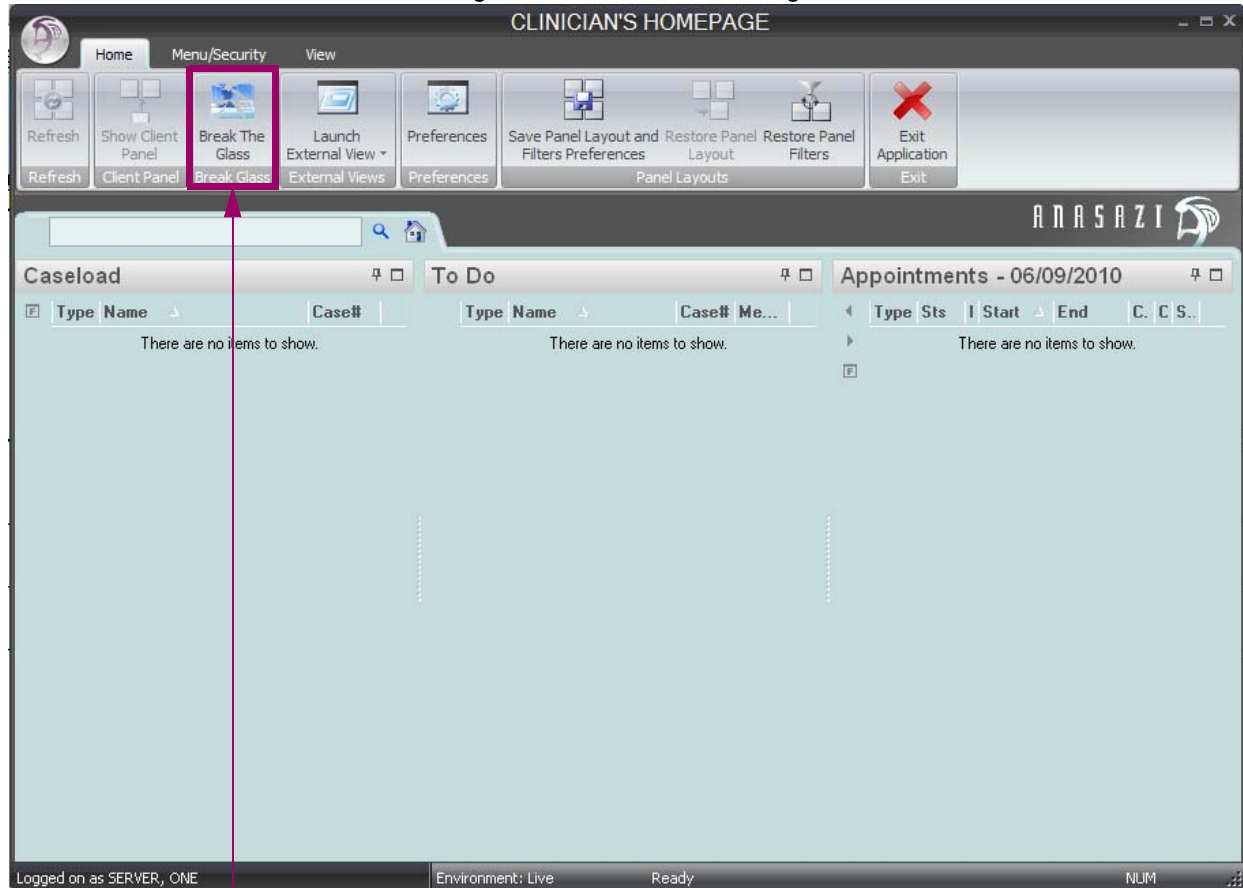 CLINICIAN'S HOMEPAGE
Home Menu/Security View
Refresh Show Client Panel Break The Glass Launch External View Preferences Save Panel Layout and Filters Preferences Restore Panel Layout Restore Panel Filters Exit Application
Refresh Client Panel Break Glass External Views Preferences Panel Layouts Exit
ANASAZI
Caseload
F Type Name Case#
There are no items to show.
To Do
Type Name Case# Me...
There are no items to show.
Appointments - 06/09/2010
Type Sts I Start End C. C S..
There are no items to show.
F
Logged on as SERVER, ONE Environment: Live Ready NUM